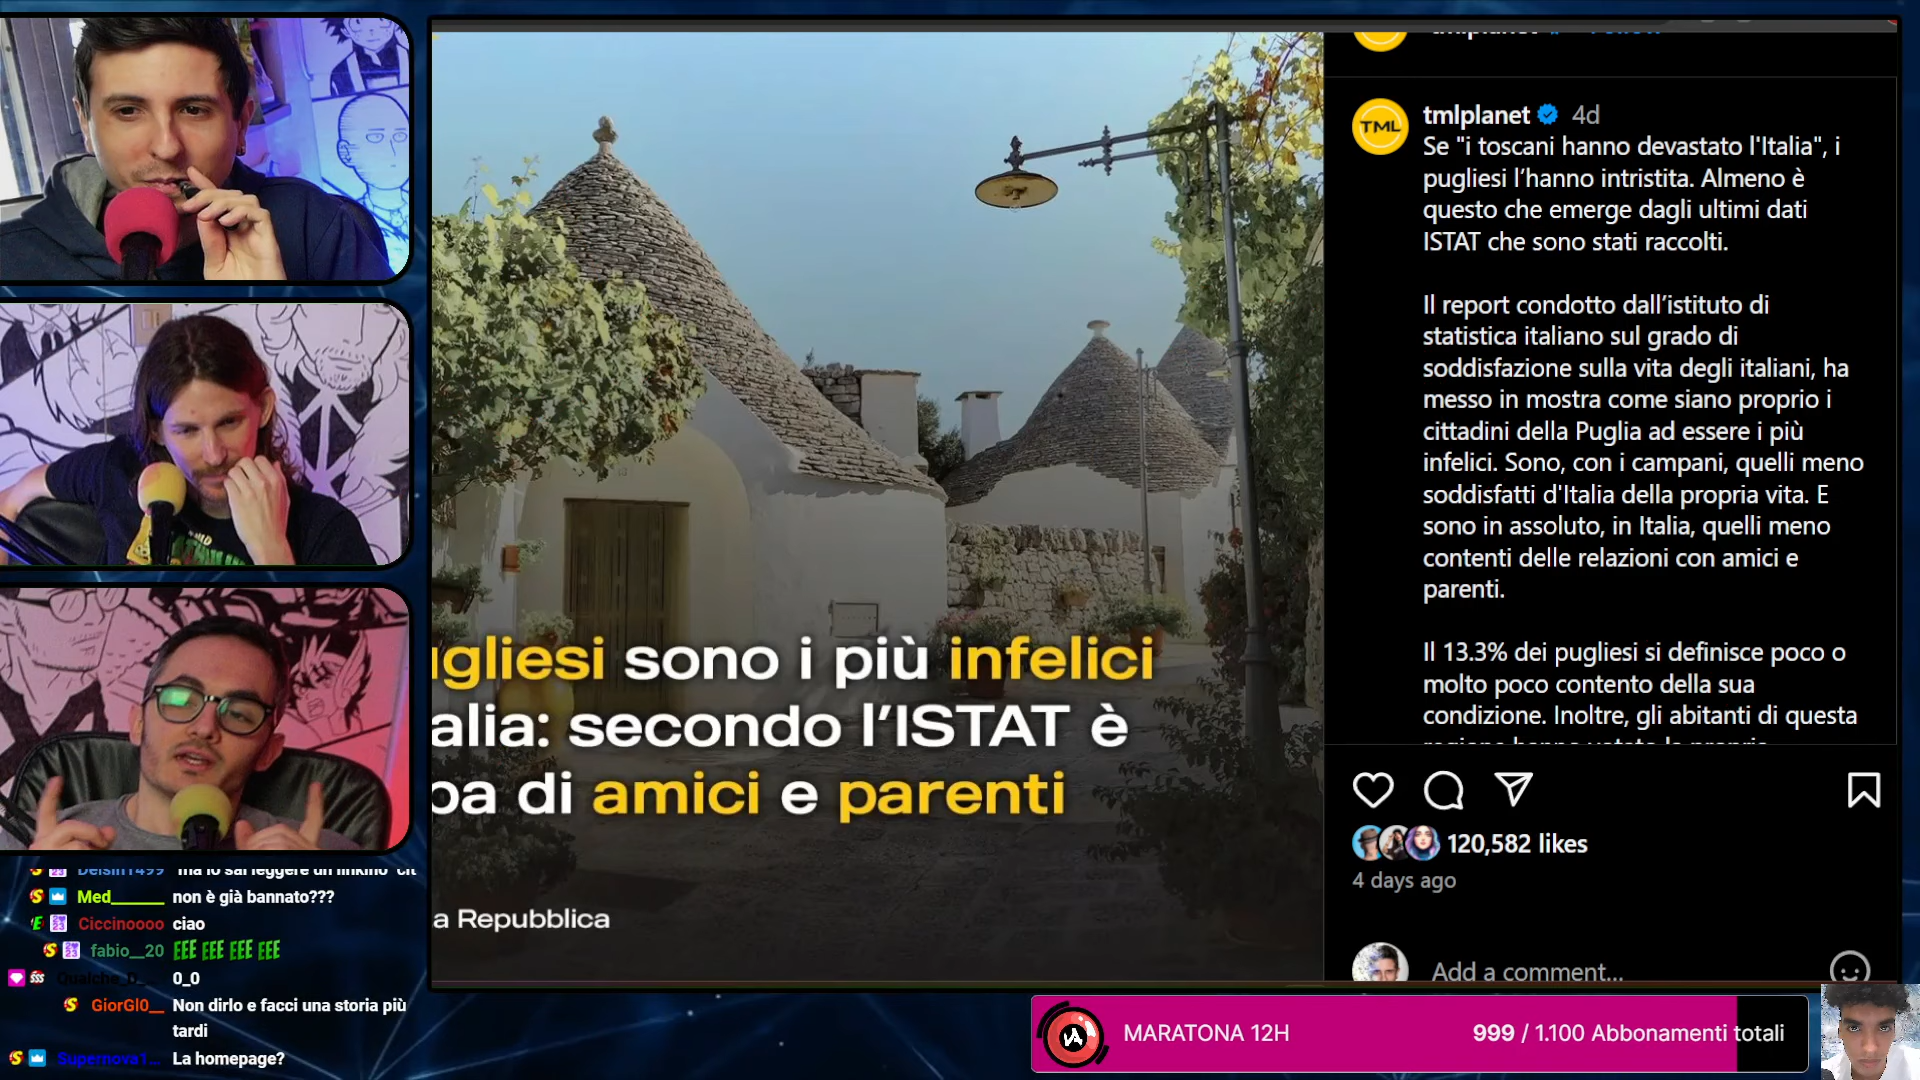 TML
tmlplanet 4d
Se "i toscani hanno devastato l'Italia", i
pugliesi l’hanno intristita. Almeno è
questo che emerge dagli ultimi dati
ISTAT che sono stati raccolti.
Il report condotto dall’istituto di
statistica italiano sul grado di
soddisfazione sulla vita degli italiani, ha
messo in mostra come siano proprio i
cittadini della Puglia ad essere i più
infelici. Sono, con i campani, quelli meno
soddisfatti d'Italia della propria vita. E
sono in assoluto, in Italia, quelli meno
contenti delle relazioni con amici e
parenti.
Il 13.3% dei pugliesi si definisce poco o
molto poco contento della sua
condizione. Inoltre, gli abitanti di questa
120,582 likes
4 days ago
Add a comment...
gliesi sono i più infelici
alia: secondo l’ISTAT è
pa di amici e parenti
a Repubblica
Med_______ non è già bannato???
Ciccinoooo ciao
fabio__20 EEE EEE EEE EEE
0_0
GiorGl0__ Non dirlo e facci una storia più
tardi
Supernova1... La homepage?
MARATONA 12H
999 / 1.100 Abbonamenti totali